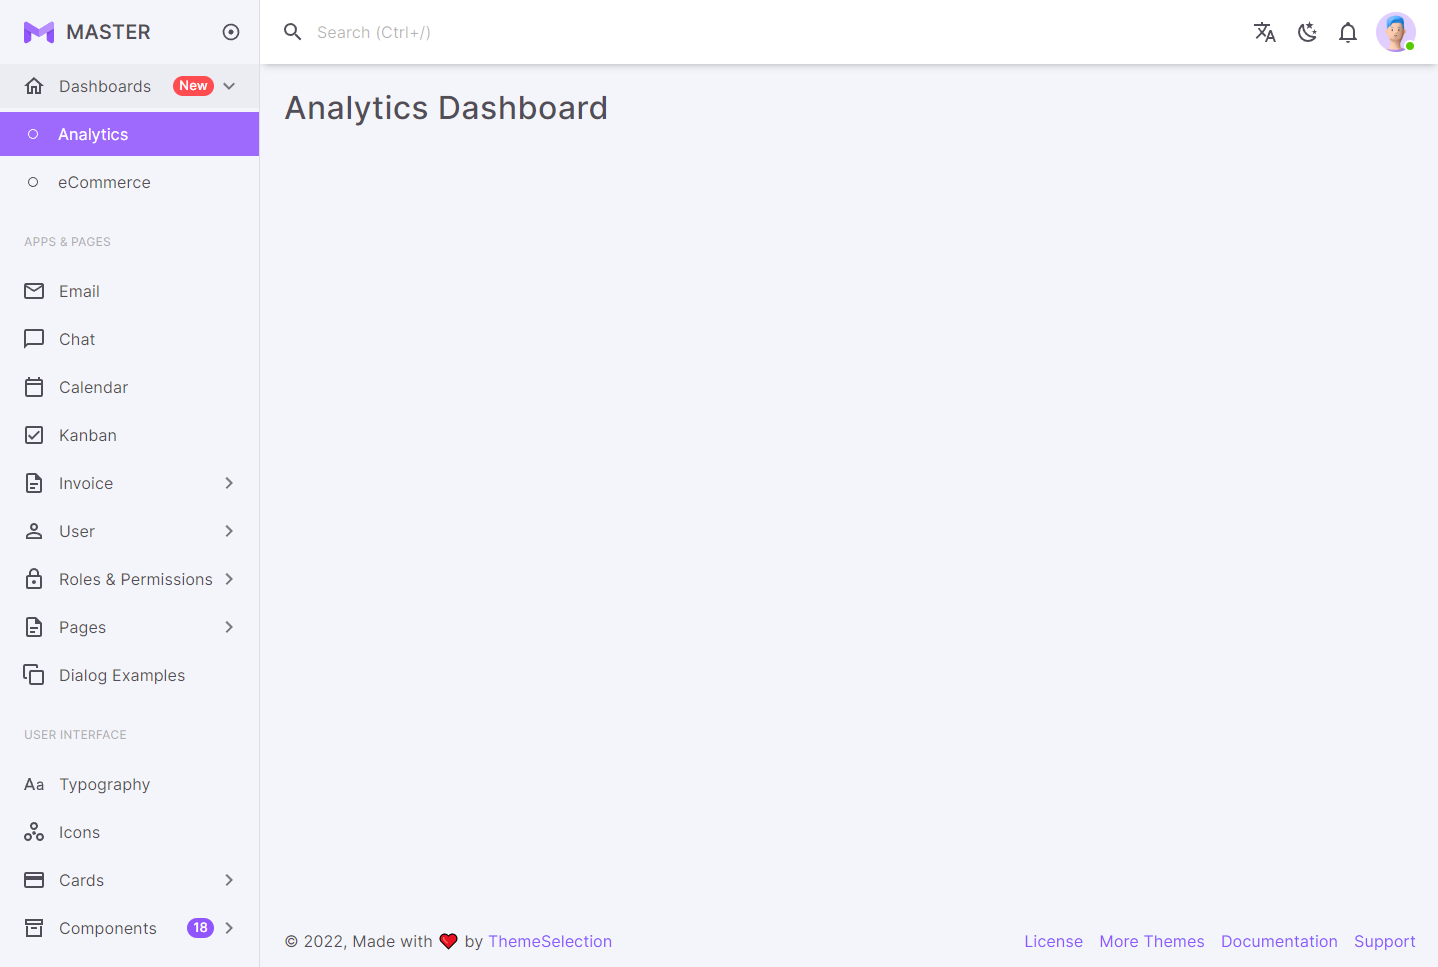 MASTER
Search (Ctrl+/)
Dashboards New
Analytics
eCommerce
APPS & PAGES
Email
Chat
Calendar
Kanban
Invoice
User
Roles & Permissions
Pages
Dialog Examples
USER INTERFACE
Aa Typography
Icons
Cards
Components 18
Analytics Dashboard
© 2022, Made with ❤️ by ThemeSelection
License More Themes Documentation Support